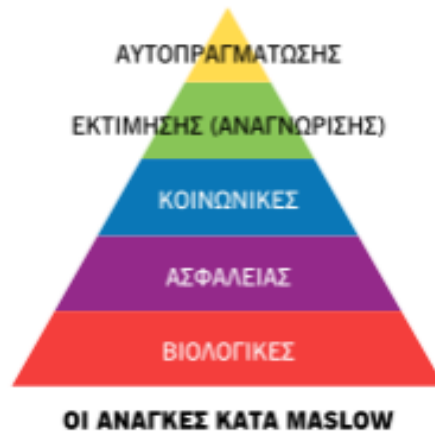 ΑΥΤΟΠΡΑΓΜΑΤΩΣΗΣ
ΕΚΤΙΜΗΣΗΣ (ΑΝΑΓΝΩΡΙΣΗΣ)
ΚΟΙΝΩΝΙΚΕΣ
ΑΣΦΑΛΕΙΑΣ
ΒΙΟΛΟΓΙΚΕΣ
ΟΙ ΑΝΑΓΚΕΣ ΚΑΤΑ MASLOW